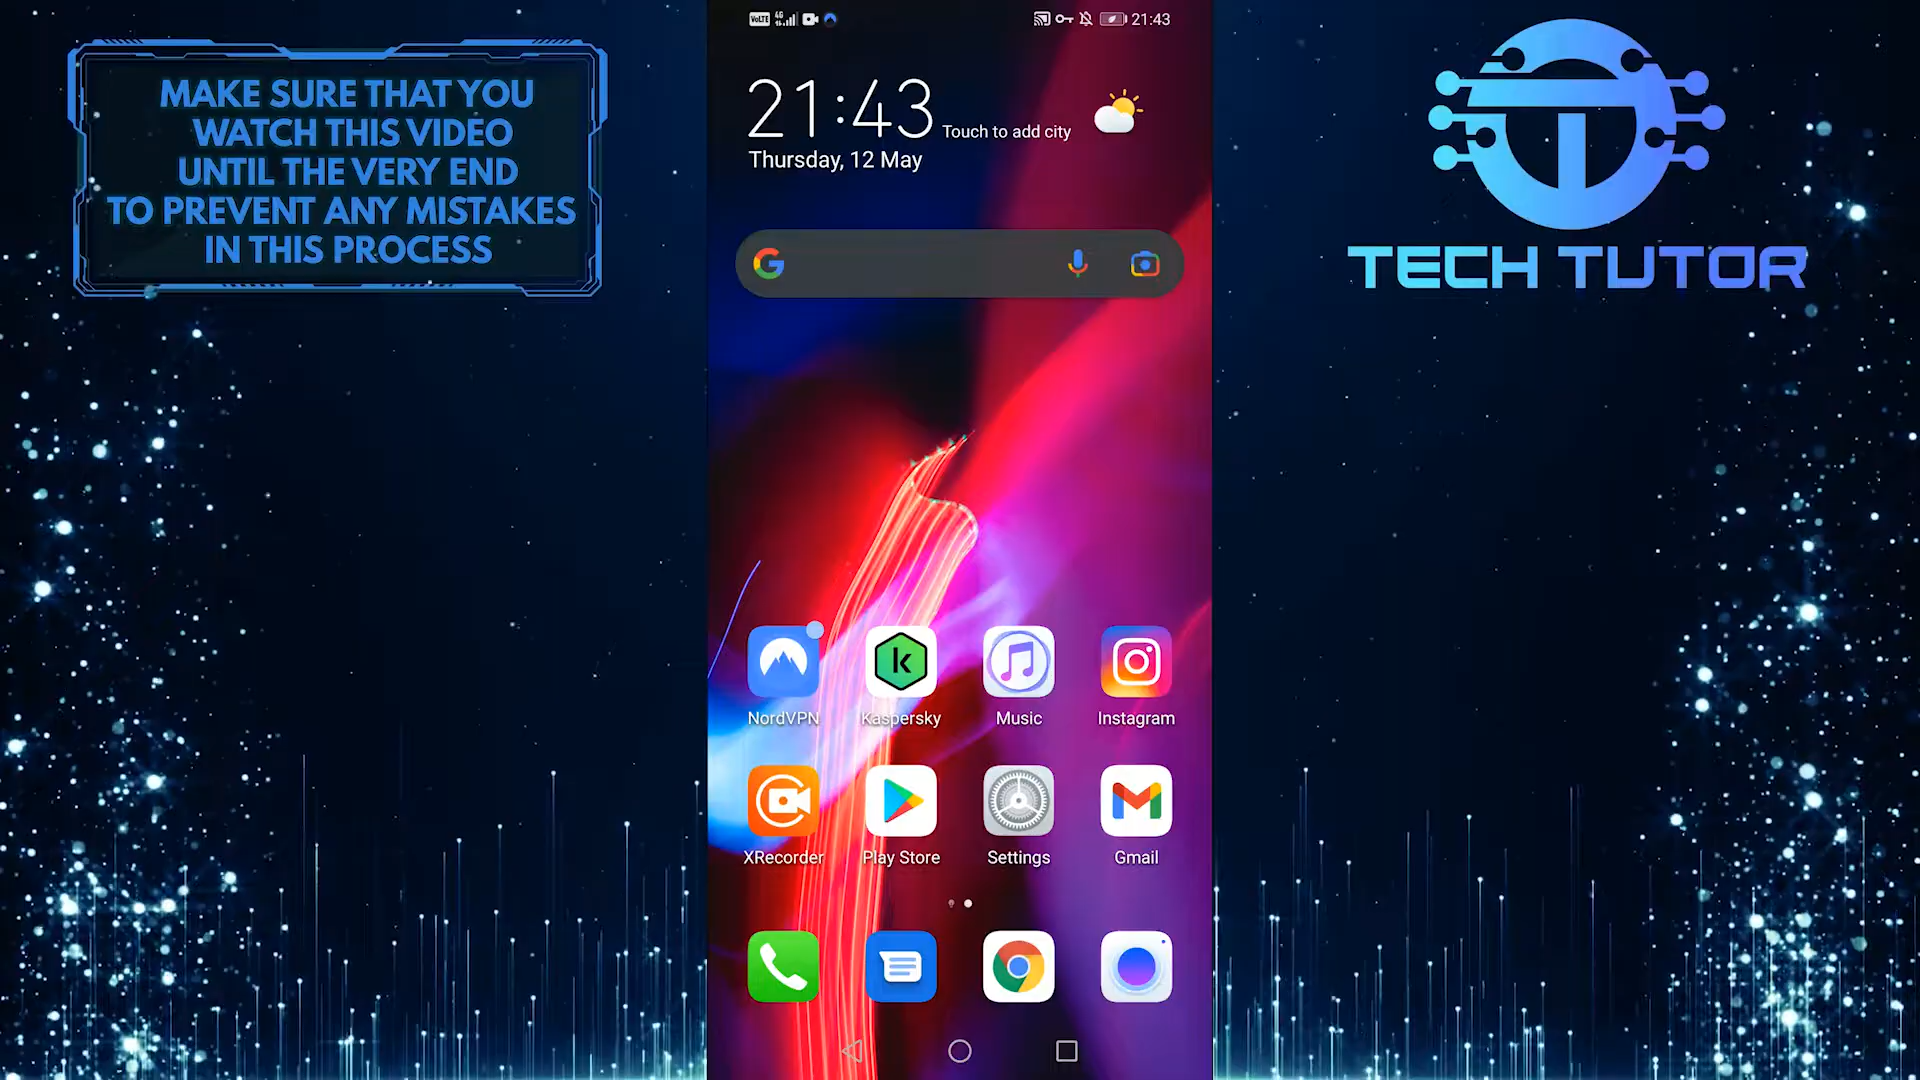 MAKE SURE THAT YOU
WATCH THIS VIDEO
UNTIL THE VERY END
TO PREVENT ANY MISTAKES
IN THIS PROCESS
VoLTE 4G 21:43
21:43 Touch to add city
Thursday, 12 May
NordVPN Kaspersky Music Instagram
XRecorder Play Store Settings Gmail
TECH TUTOR